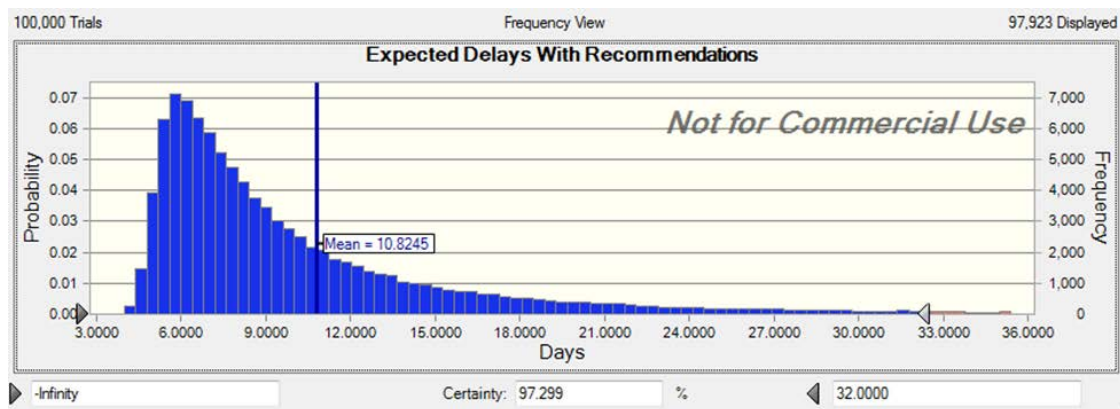 100,000 Trials Frequency View 97,923 Displayed
Expected Delays With Recommendations
Not for Commercial Use
Probability
0.07
0.06
0.05
0.04
0.03
0.02
0.01
0.00
Mean = 10.8245
7,000
6,000
5,000
4,000
3,000
2,000
1,000
0
Frequency
3.0000 6.0000 9.0000 12.0000 15.0000 18.0000 21.0000 24.0000 27.0000 30.0000 33.0000 36.0000
Days
-Infinity Certainty: 97.299 % 32.0000